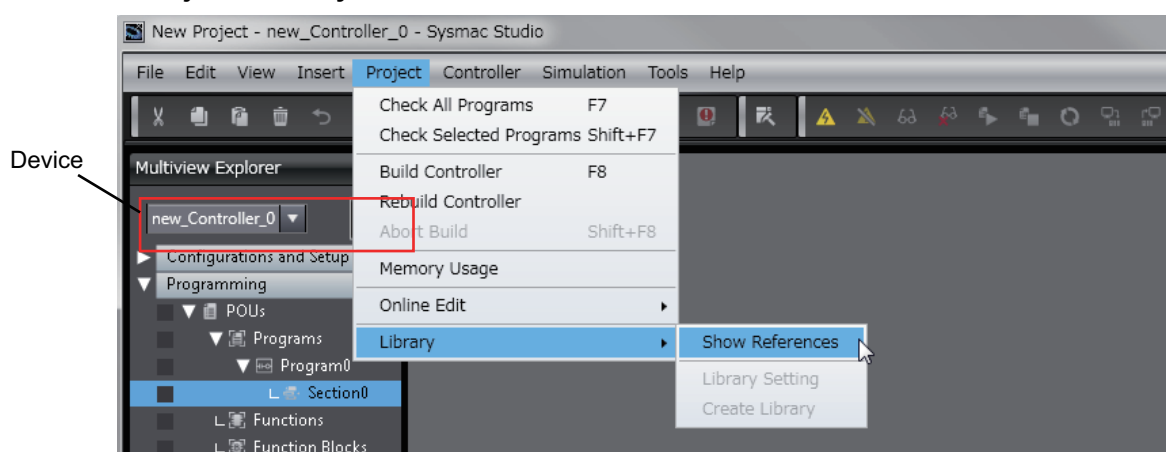 New Project - new_Controller_0 - Sysmac Studio
File Edit View Insert Project Controller Simulation Tools Help
Check All Programs F7
Check Selected Programs Shift+F7
Device
Multiview Explorer
Build Controller F8
Rebuild Controller
new_Controller_0
Abort Build Shift+F8
Configurations and Setup
Memory Usage
Programming
Online Edit
POUs
Library
Show References
Programs
Program0
Library Setting
Section0
Create Library
Functions
Function Blocks